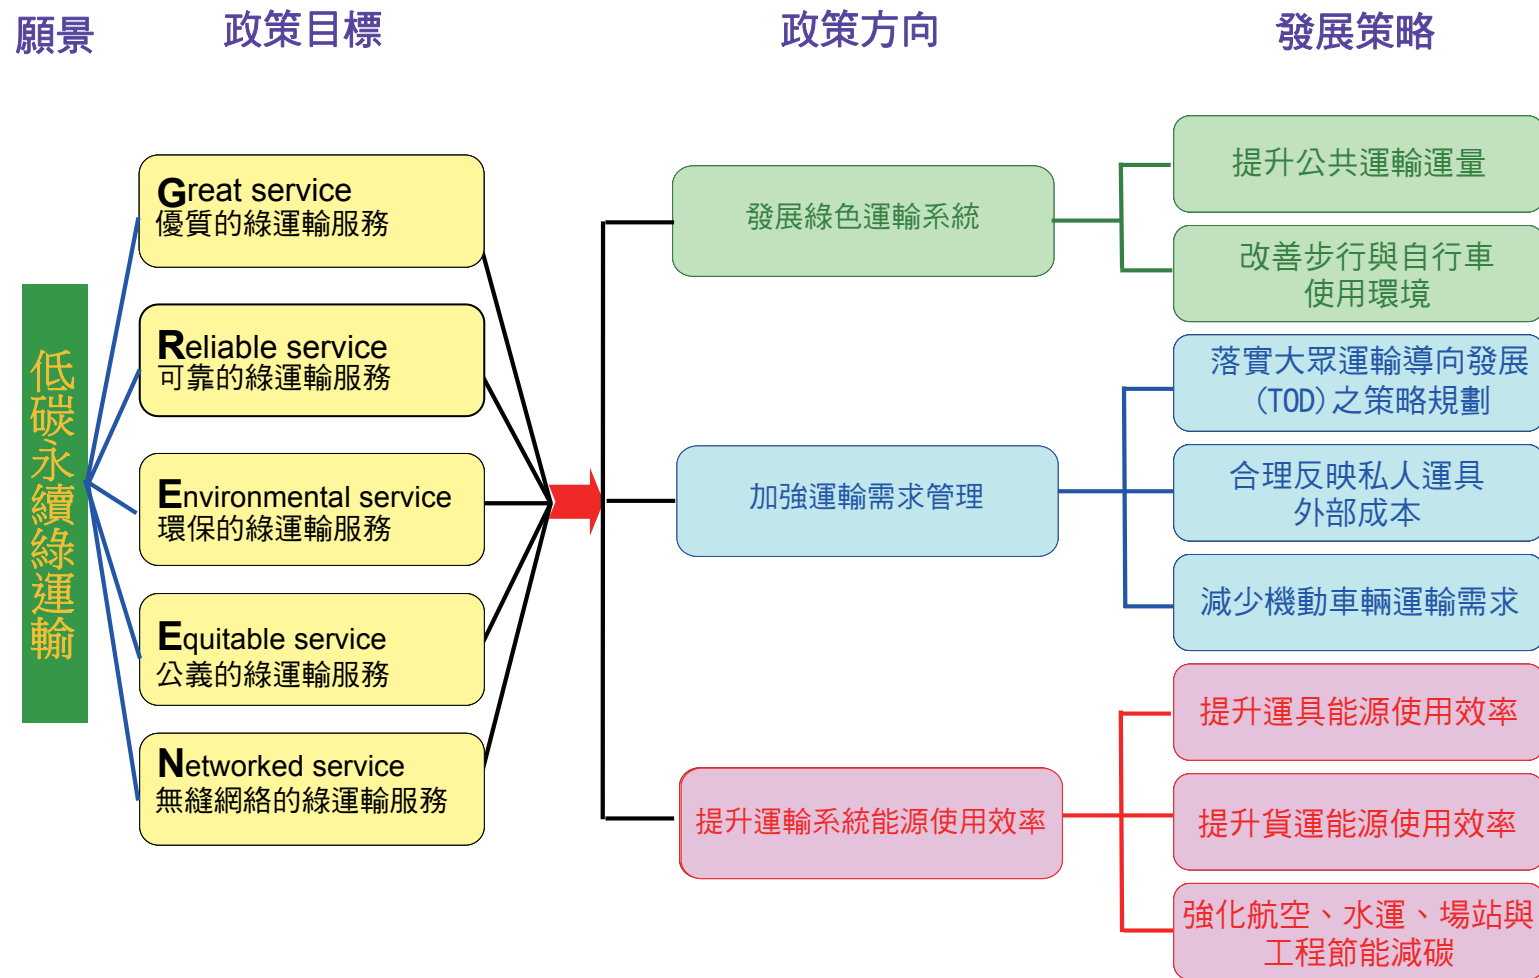 願景
政策目標
政策方向
發展策略
低碳永續綠運輸
Great service
優質的綠運輸服務
Reliable service
可靠的綠運輸服務
Environmental service
環保的綠運輸服務
Equitable service
公義的綠運輸服務
Networked service
無縫網絡的綠運輸服務
發展綠色運輸系統
加強運輸需求管理
提升運輸系統能源使用效率
提升公共運輸運量
改善步行與自行車
使用環境
落實大眾運輸導向發展
(TOD)之策略規劃
合理反映私人運具
外部成本
減少機動車輛運輸需求
提升運具能源使用效率
提升貨運能源使用效率
強化航空、水運、場站與
工程節能減碳